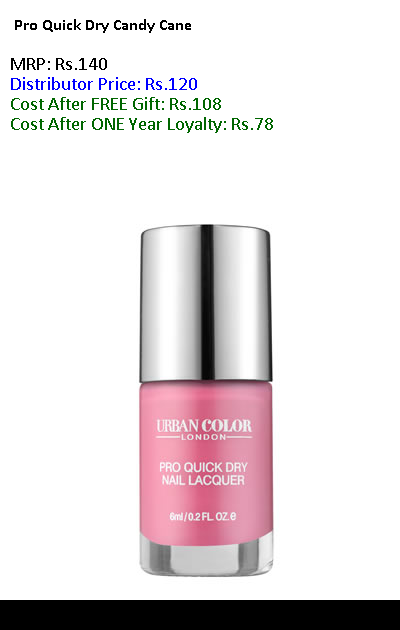 Pro Quick Dry Candy Cane
MRP: Rs.140
Distributor Price: Rs.120
Cost After FREE Gift: Rs.108
Cost After ONE Year Loyalty: Rs.78
URBAN COLOR
LONDON
PRO QUICK DRY
NAIL LACQUER
6ml/0.2 FL. OZ. e